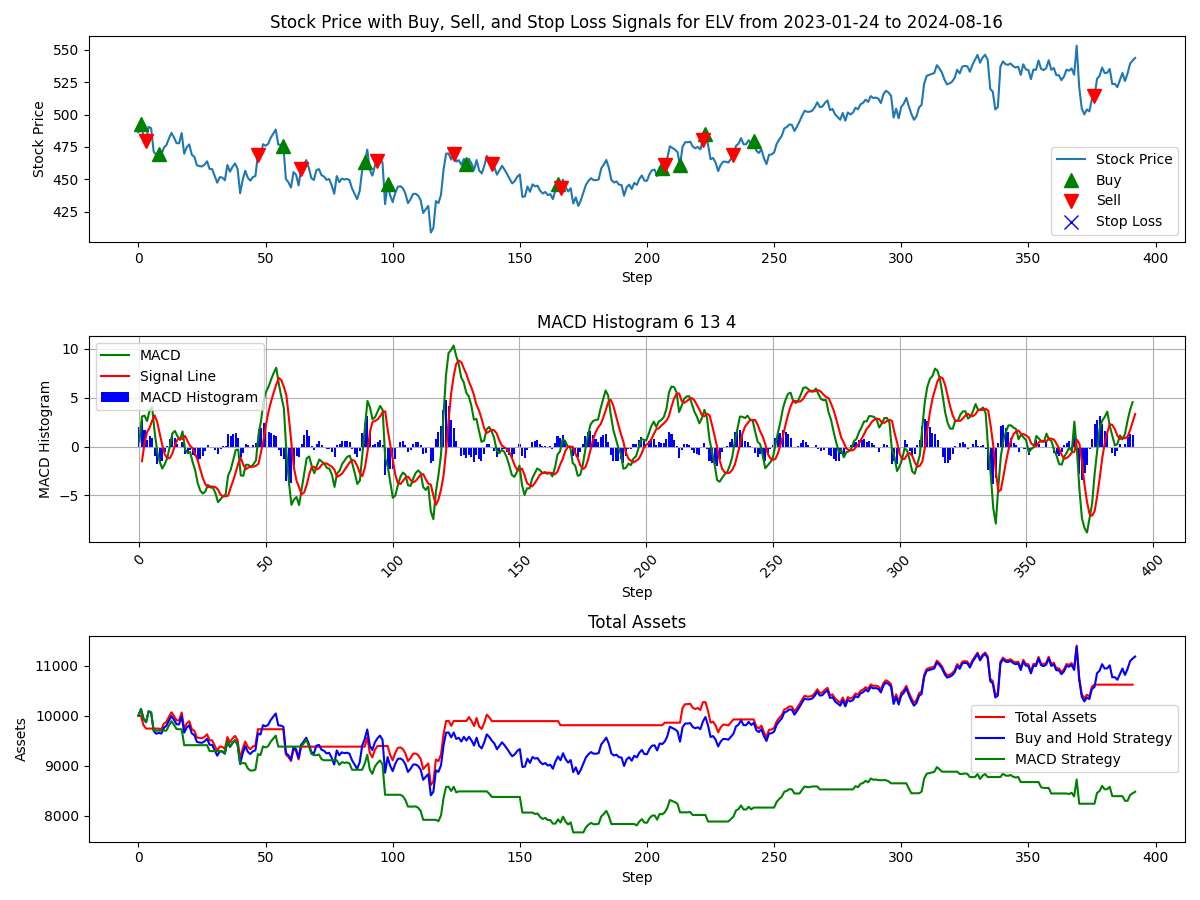 Stock Price with Buy, Sell, and Stop Loss Signals for ELV from 2023-01-24 to 2024-08-16
Stock Price
550
525
500
475
450
425
Stock Price
Buy
Sell
Stop Loss
0 50 100 150 200 250 300 350 400
Step
MACD Histogram 6 13 4
MACD Histogram
10
5
0
−5
MACD
Signal Line
MACD Histogram
0 50 100 150 200 250 300 350 400
Step
Total Assets
Assets
11000
10000
9000
8000
Total Assets
Buy and Hold Strategy
MACD Strategy
0 50 100 150 200 250 300 350 400
Step